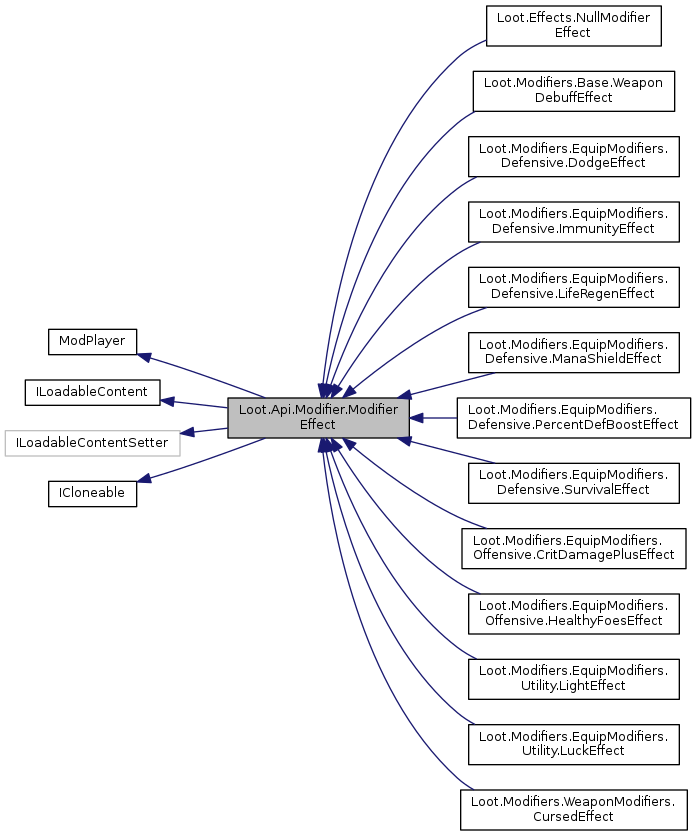 ModPlayer
ILoadableContent
ILoadableContentSetter
ICloneable
Loot.Api.Modifier.Modifier
Effect
Loot.Effects.NullModifier
Effect
Loot.Modifiers.Base.Weapon
DebuffEffect
Loot.Modifiers.EquipModifiers.
Defensive.DodgeEffect
Loot.Modifiers.EquipModifiers.
Defensive.ImmunityEffect
Loot.Modifiers.EquipModifiers.
Defensive.LifeRegenEffect
Loot.Modifiers.EquipModifiers.
Defensive.ManaShieldEffect
Loot.Modifiers.EquipModifiers.
Defensive.PercentDefBoostEffect
Loot.Modifiers.EquipModifiers.
Defensive.SurvivalEffect
Loot.Modifiers.EquipModifiers.
Offensive.CritDamagePlusEffect
Loot.Modifiers.EquipModifiers.
Offensive.HealthyFoesEffect
Loot.Modifiers.EquipModifiers.
Utility.LightEffect
Loot.Modifiers.EquipModifiers.
Utility.LuckEffect
Loot.Modifiers.WeaponModifiers.
CursedEffect